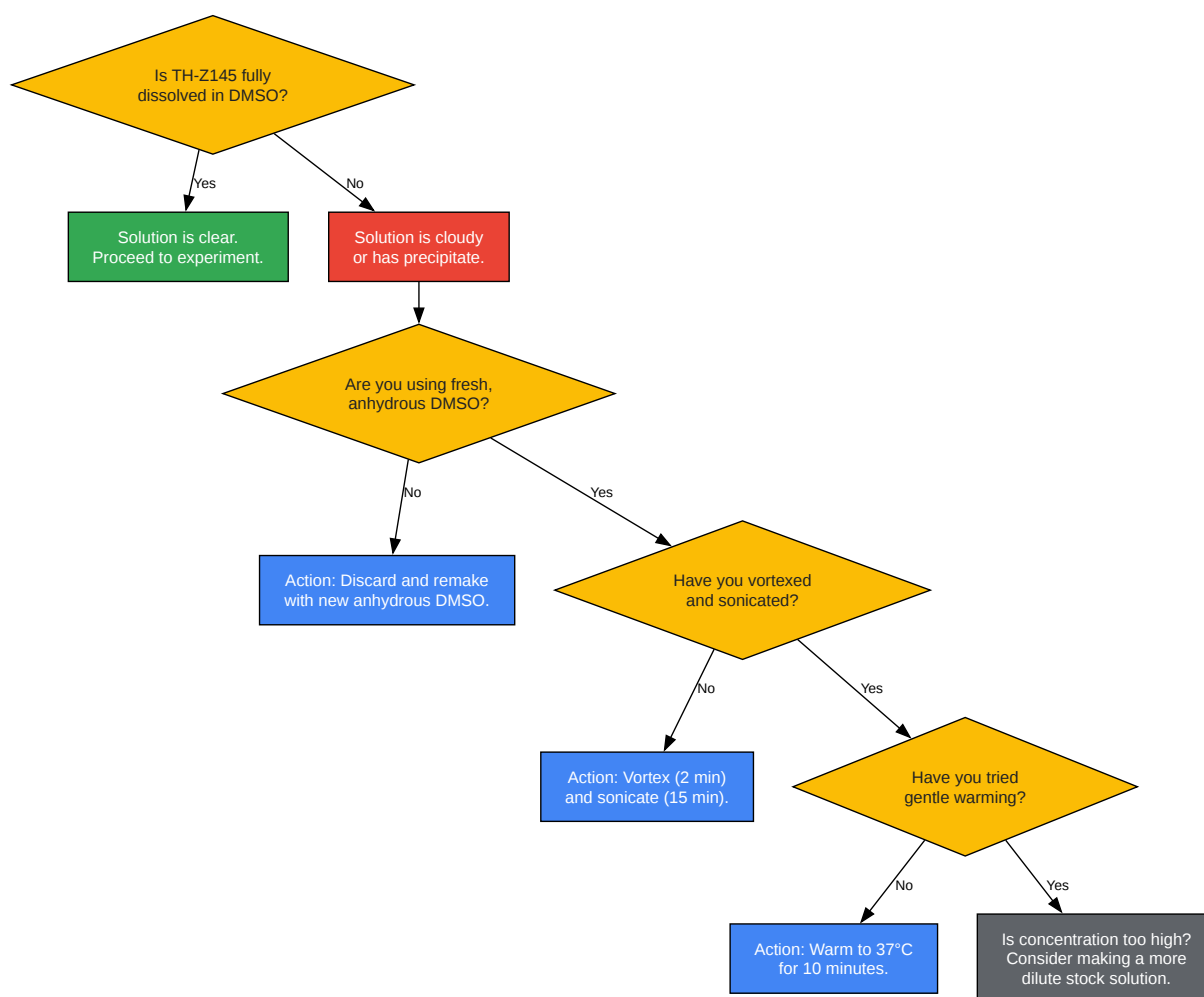 Is TH-Z145 fully
dissolved in DMSO?
Yes
No
Solution is clear.
Proceed to experiment.
Solution is cloudy
or has precipitate.
Are you using fresh,
anhydrous DMSO?
No
Yes
Action: Discard and remake
with new anhydrous DMSO.
Have you vortexed
and sonicated?
No
Yes
Action: Vortex (2 min)
and sonicate (15 min).
Have you tried
gentle warming?
No
Yes
Action: Warm to 37°C
for 10 minutes.
Is concentration too high?
Consider making a more
dilute stock solution.